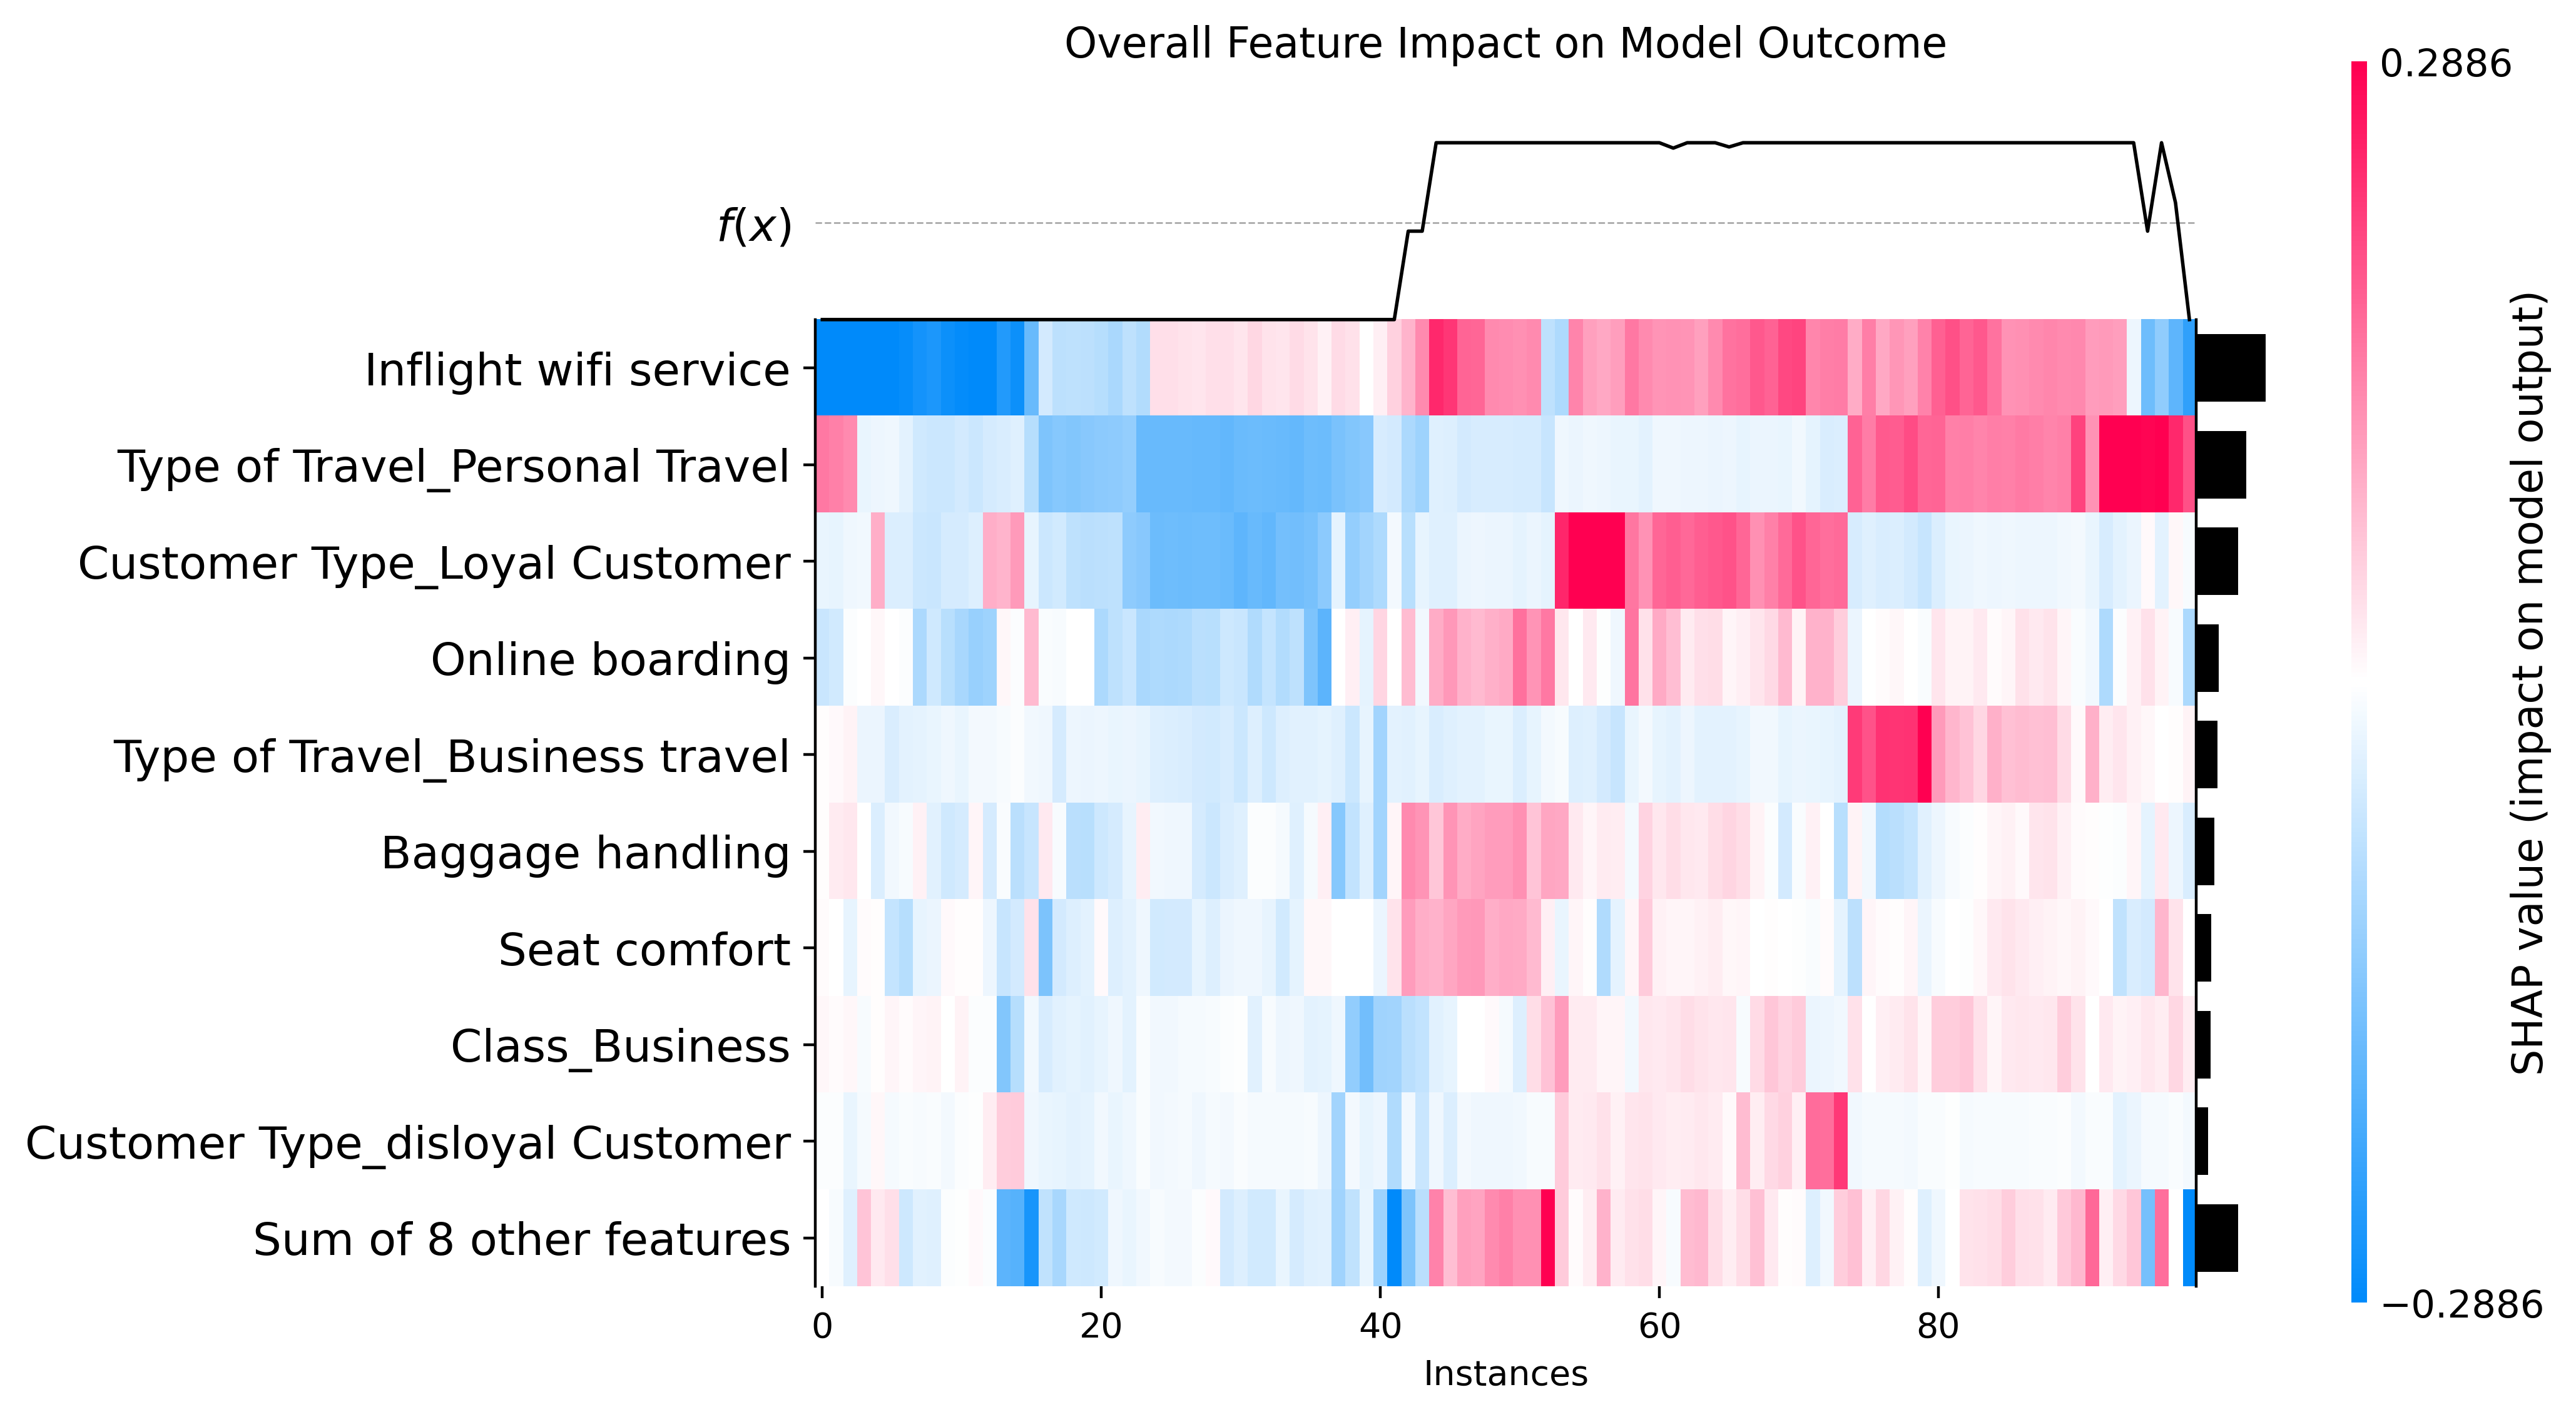 Overall Feature Impact on Model Outcome
0.2886
f(x)
Inflight wifi service
Type of Travel_Personal Travel
Customer Type_Loyal Customer
Online boarding
Type of Travel_Business travel
Baggage handling
Seat comfort
Class_Business
Customer Type_disloyal Customer
Sum of 8 other features
0 20 40 60 80
Instances
SHAP value (impact on model output)
−0.2886